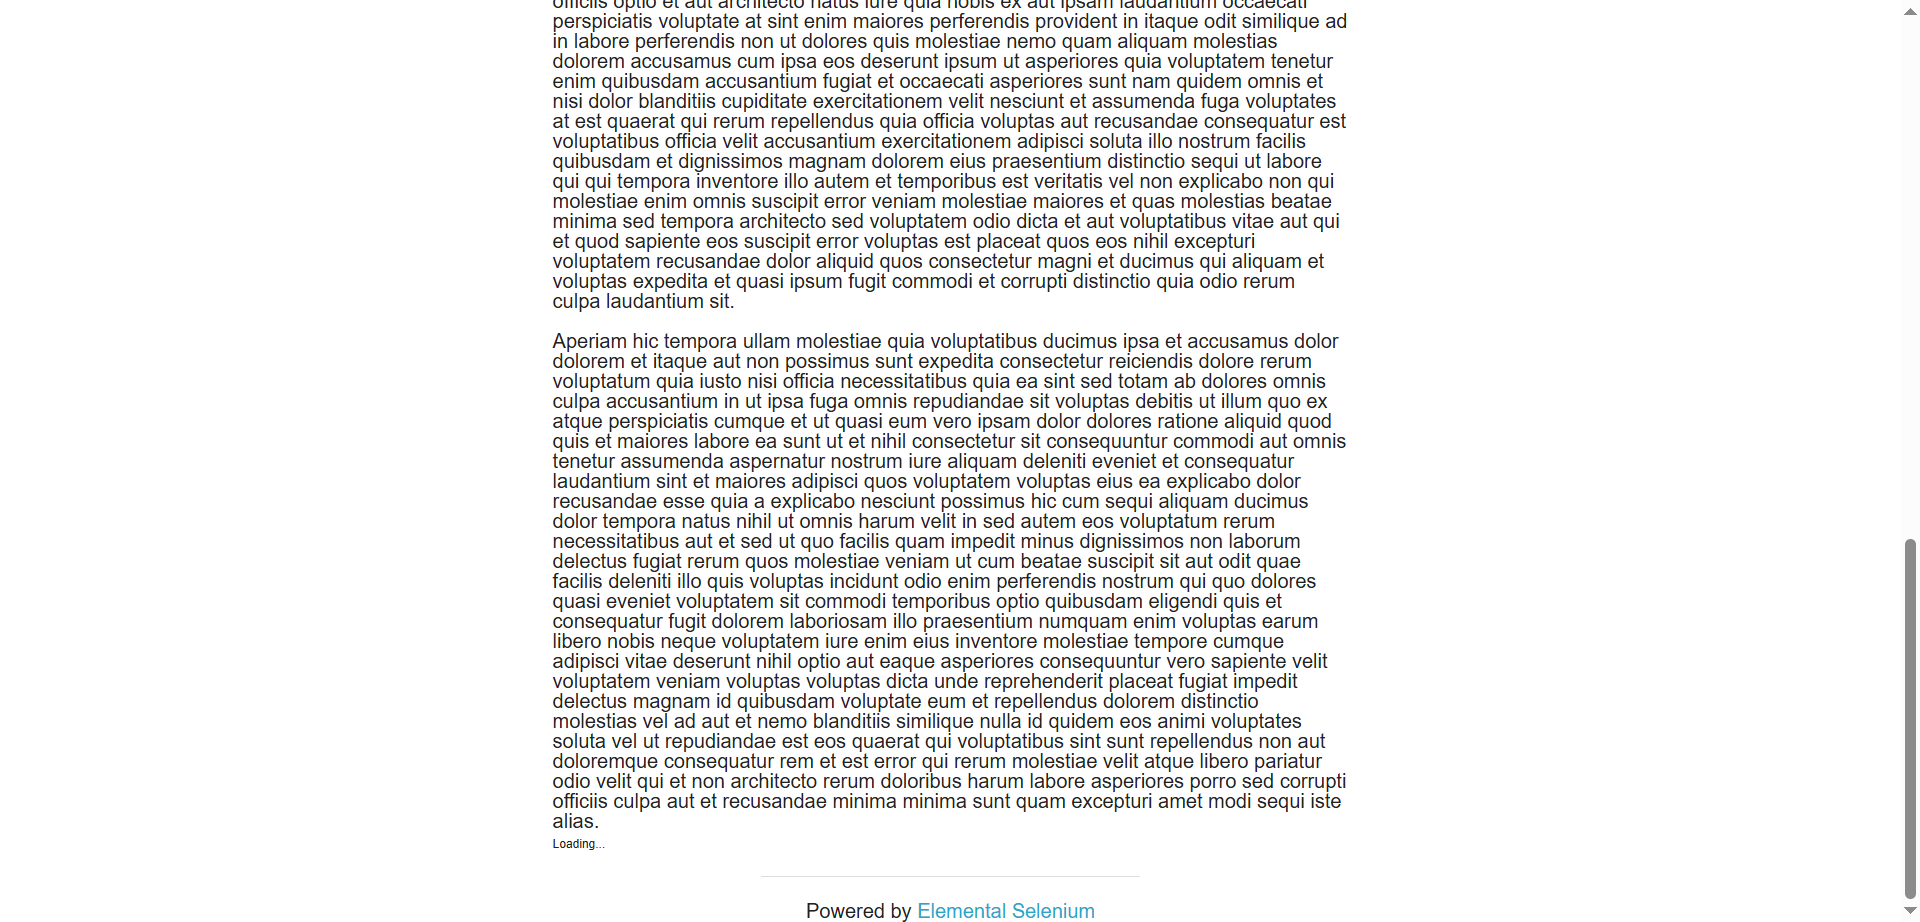 officiis optio et aut architecto natus iure quia nobis ex aut ipsam laudantium occaecati
perspiciatis voluptate at sint enim maiores perferendis provident in itaque odit similique ad
in labore perferendis non ut dolores quis molestiae nemo quam aliquam molestias
dolorem accusamus cum ipsa eos deserunt ipsum ut asperiores quia voluptatem tenetur
enim quibusdam accusantium fugiat et occaecati asperiores sunt nam quidem omnis et
nisi dolor blanditiis cupiditate exercitationem velit nesciunt et assumenda fuga voluptates
at est quaerat qui rerum repellendus quia officia voluptas aut recusandae consequatur est
voluptatibus officia velit accusantium exercitationem adipisci soluta illo nostrum facilis
quibusdam et dignissimos magnam dolorem eius praesentium distinctio sequi ut labore
qui qui tempora inventore illo autem et temporibus est veritatis vel non explicabo non qui
molestiae enim omnis suscipit error veniam molestiae maiores et quas molestias beatae
minima sed tempora architecto sed voluptatem odio dicta et aut voluptatibus vitae aut qui
et quod sapiente eos suscipit error voluptas est placeat quos eos nihil excepturi
voluptatem recusandae dolor aliquid quos consectetur magni et ducimus qui aliquam et
voluptas expedita et quasi ipsum fugit commodi et corrupti distinctio quia odio rerum
culpa laudantium sit.
Aperiam hic tempora ullam molestiae quia voluptatibus ducimus ipsa et accusamus dolor
dolorem et itaque aut non possimus sunt expedita consectetur reiciendis dolore rerum
voluptatum quia iusto nisi officia necessitatibus quia ea sint sed totam ab dolores omnis
culpa accusantium in ut ipsa fuga omnis repudiandae sit voluptas debitis ut illum quo ex
atque perspiciatis cumque et ut quasi eum vero ipsam dolor dolores ratione aliquid quod
quis et maiores labore ea sunt ut et nihil consectetur sit consequuntur commodi aut omnis
tenetur assumenda aspernatur nostrum iure aliquam deleniti eveniet et consequatur
laudantium sint et maiores adipisci quos voluptatem voluptas eius ea explicabo dolor
recusandae esse quia a explicabo nesciunt possimus hic cum sequi aliquam ducimus
dolor tempora natus nihil ut omnis harum velit in sed autem eos voluptatum rerum
necessitatibus aut et sed ut quo facilis quam impedit minus dignissimos non laborum
delectus fugiat rerum quos molestiae veniam ut cum beatae suscipit sit aut odit quae
facilis deleniti illo quis voluptas incidunt odio enim perferendis nostrum qui quo dolores
quasi eveniet voluptatem sit commodi temporibus optio quibusdam eligendi quis et
consequatur fugit dolorem laboriosam illo praesentium numquam enim voluptas earum
libero nobis neque voluptatem iure enim eius inventore molestiae tempore cumque
adipisci vitae deserunt nihil optio aut eaque asperiores consequuntur vero sapiente velit
voluptatem veniam voluptas voluptas dicta unde reprehenderit placeat fugiat impedit
delectus magnam id quibusdam voluptate eum et repellendus dolorem distinctio
molestias vel ad aut et nemo blanditiis similique nulla id quidem eos animi voluptates
soluta vel ut repudiandae est eos quaerat qui voluptatibus sint sunt repellendus non aut
doloremque consequatur rem et est error qui rerum molestiae velit atque libero pariatur
odio velit qui et non architecto rerum doloribus harum labore asperiores porro sed corrupti
officiis culpa aut et recusandae minima minima sunt quam excepturi amet modi sequi iste
alias.
Loading...
Powered by Elemental Selenium